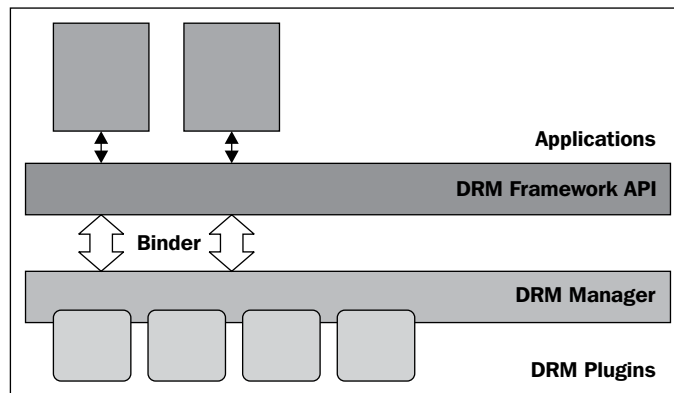 Applications
DRM Framework API
Binder
DRM Manager
DRM Plugins